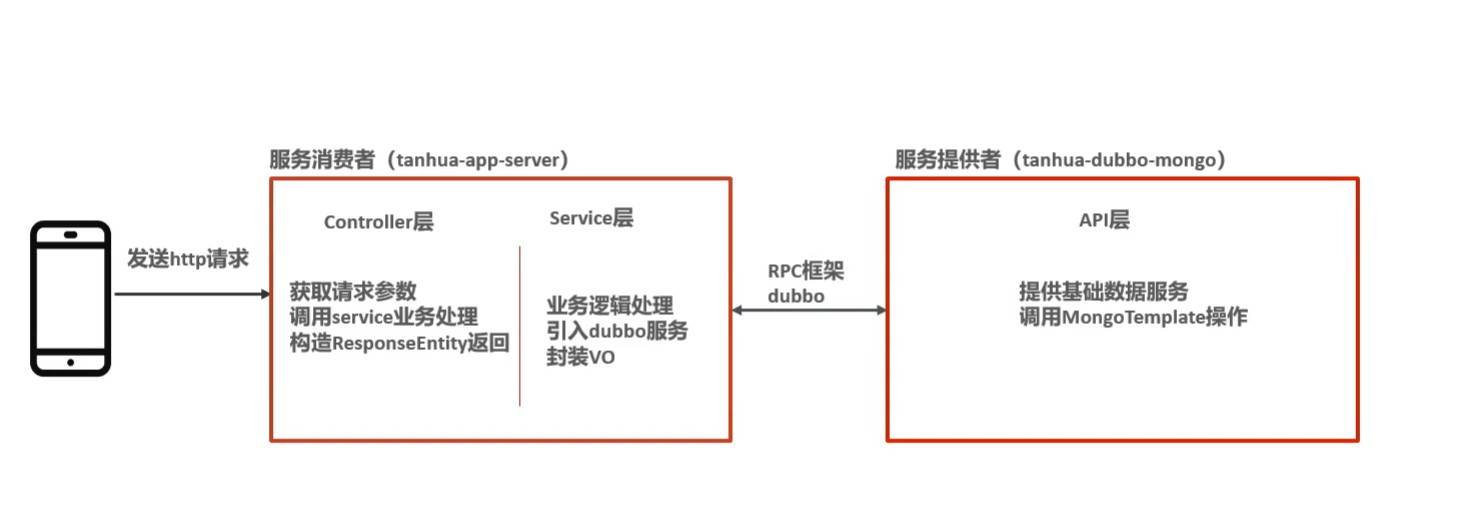 服务消费者（tanhua-app-server）
服务提供者（tanhua-dubbo-mongo）
发送http请求
Controller层
获取请求参数
调用service业务处理
构造ResponseEntity返回
Service层
业务逻辑处理
引入dubbo服务
封装VO
RPC框架
dubbo
API层
提供基础数据服务
调用MongoTemplate操作